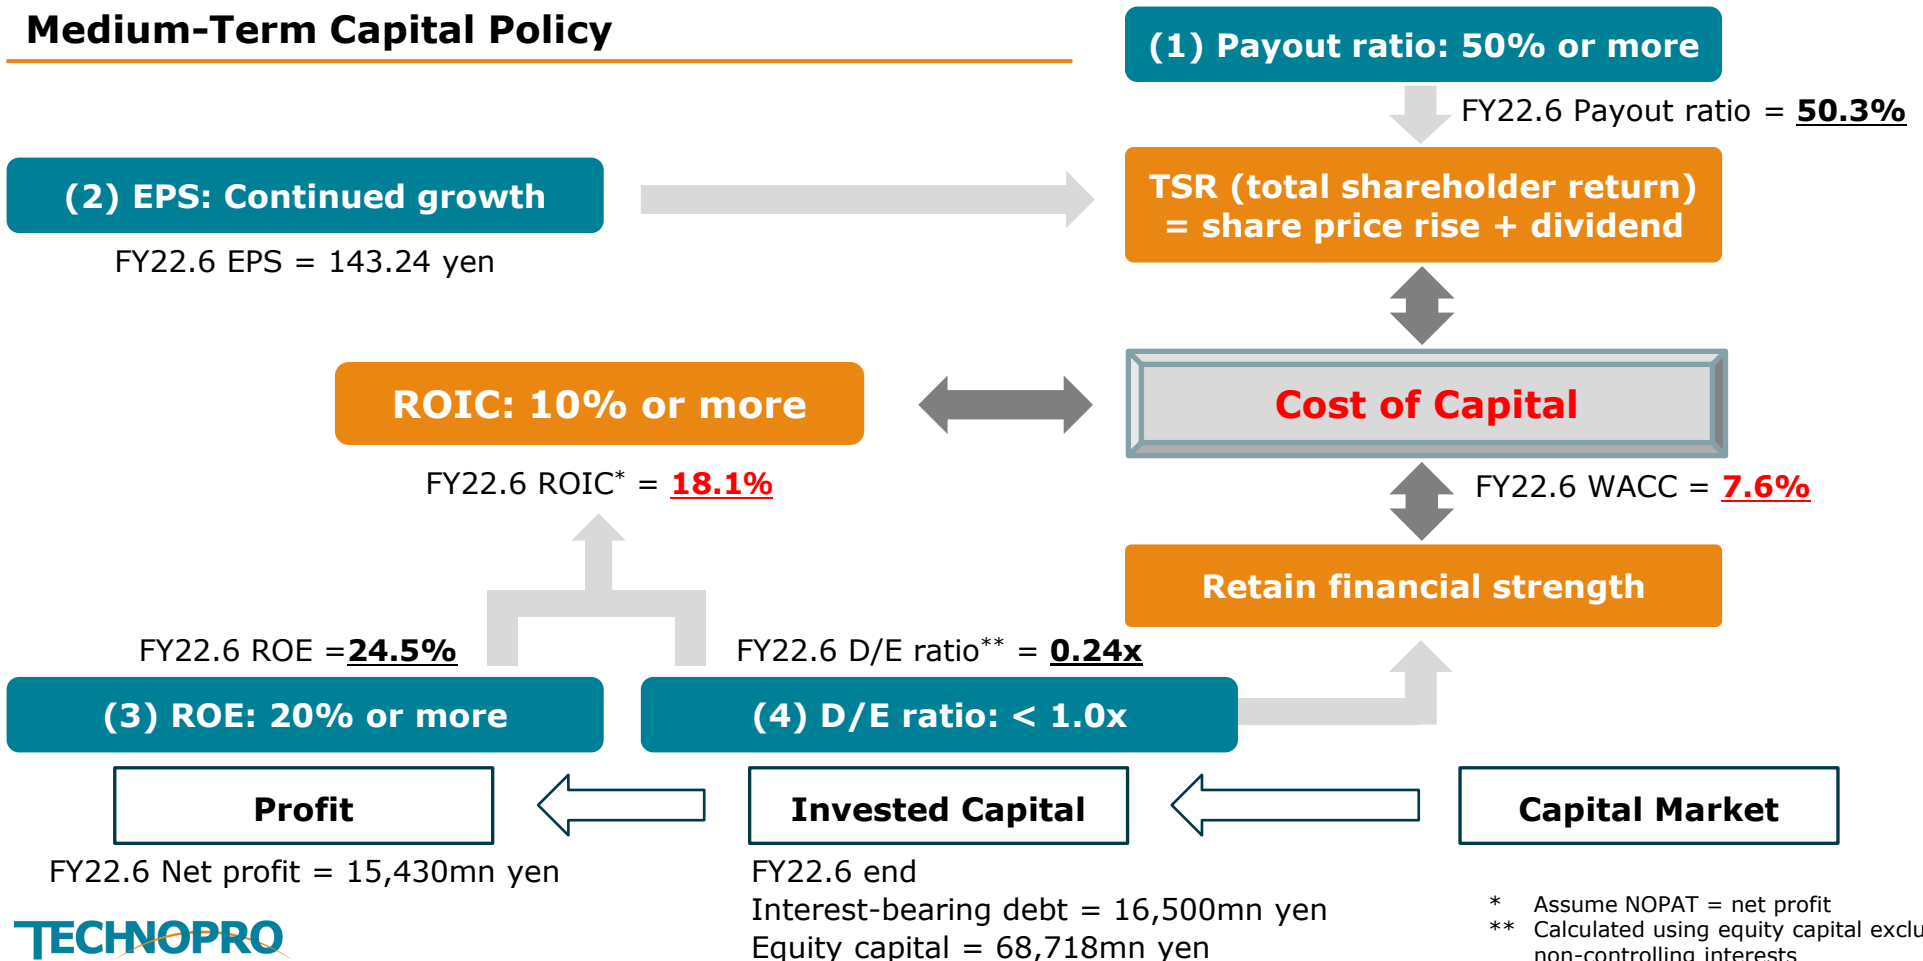 Medium-Term Capital Policy
(1) Payout ratio: 50% or more
FY22.6 Payout ratio = 50.3%
(2) EPS: Continued growth
FY22.6 EPS = 143.24 yen
TSR (total shareholder return)
= share price rise + dividend
ROIC: 10% or more
FY22.6 ROIC* = 18.1%
Cost of Capital
FY22.6 WACC = 7.6%
Retain financial strength
FY22.6 ROE =24.5%
(3) ROE: 20% or more
FY22.6 D/E ratio** = 0.24x
(4) D/E ratio: < 1.0x
Profit
Invested Capital
Capital Market
FY22.6 Net profit = 15,430mn yen
FY22.6 end
Interest-bearing debt = 16,500mn yen
Equity capital = 68,718mn yen
* Assume NOPAT = net profit
** Calculated using equity capital exclu
non-controlling interests
TECHNOPRO